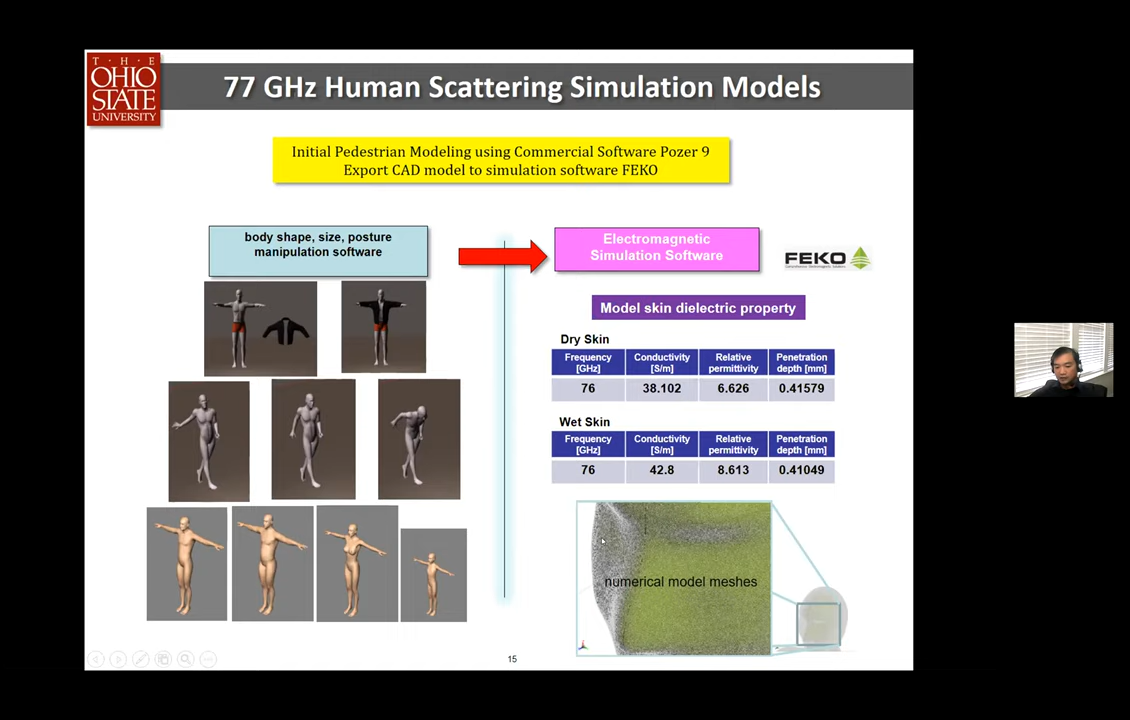 T · H · E
OHIO
STATE
UNIVERSITY
77 GHz Human Scattering Simulation Models
Initial Pedestrian Modeling using Commercial Software Pozer 9
Export CAD model to simulation software FEKO
body shape, size, posture
manipulation software
Electromagnetic
Simulation Software
FEKO
Model skin dielectric property
Dry Skin
Frequency [GHz] Conductivity [S/m] Relative permittivity Penetration depth [mm]
76 38.102 6.626 0.41579
Wet Skin
Frequency [GHz] Conductivity [S/m] Relative permittivity Penetration depth [mm]
76 42.8 8.613 0.41049
numerical model meshes
15